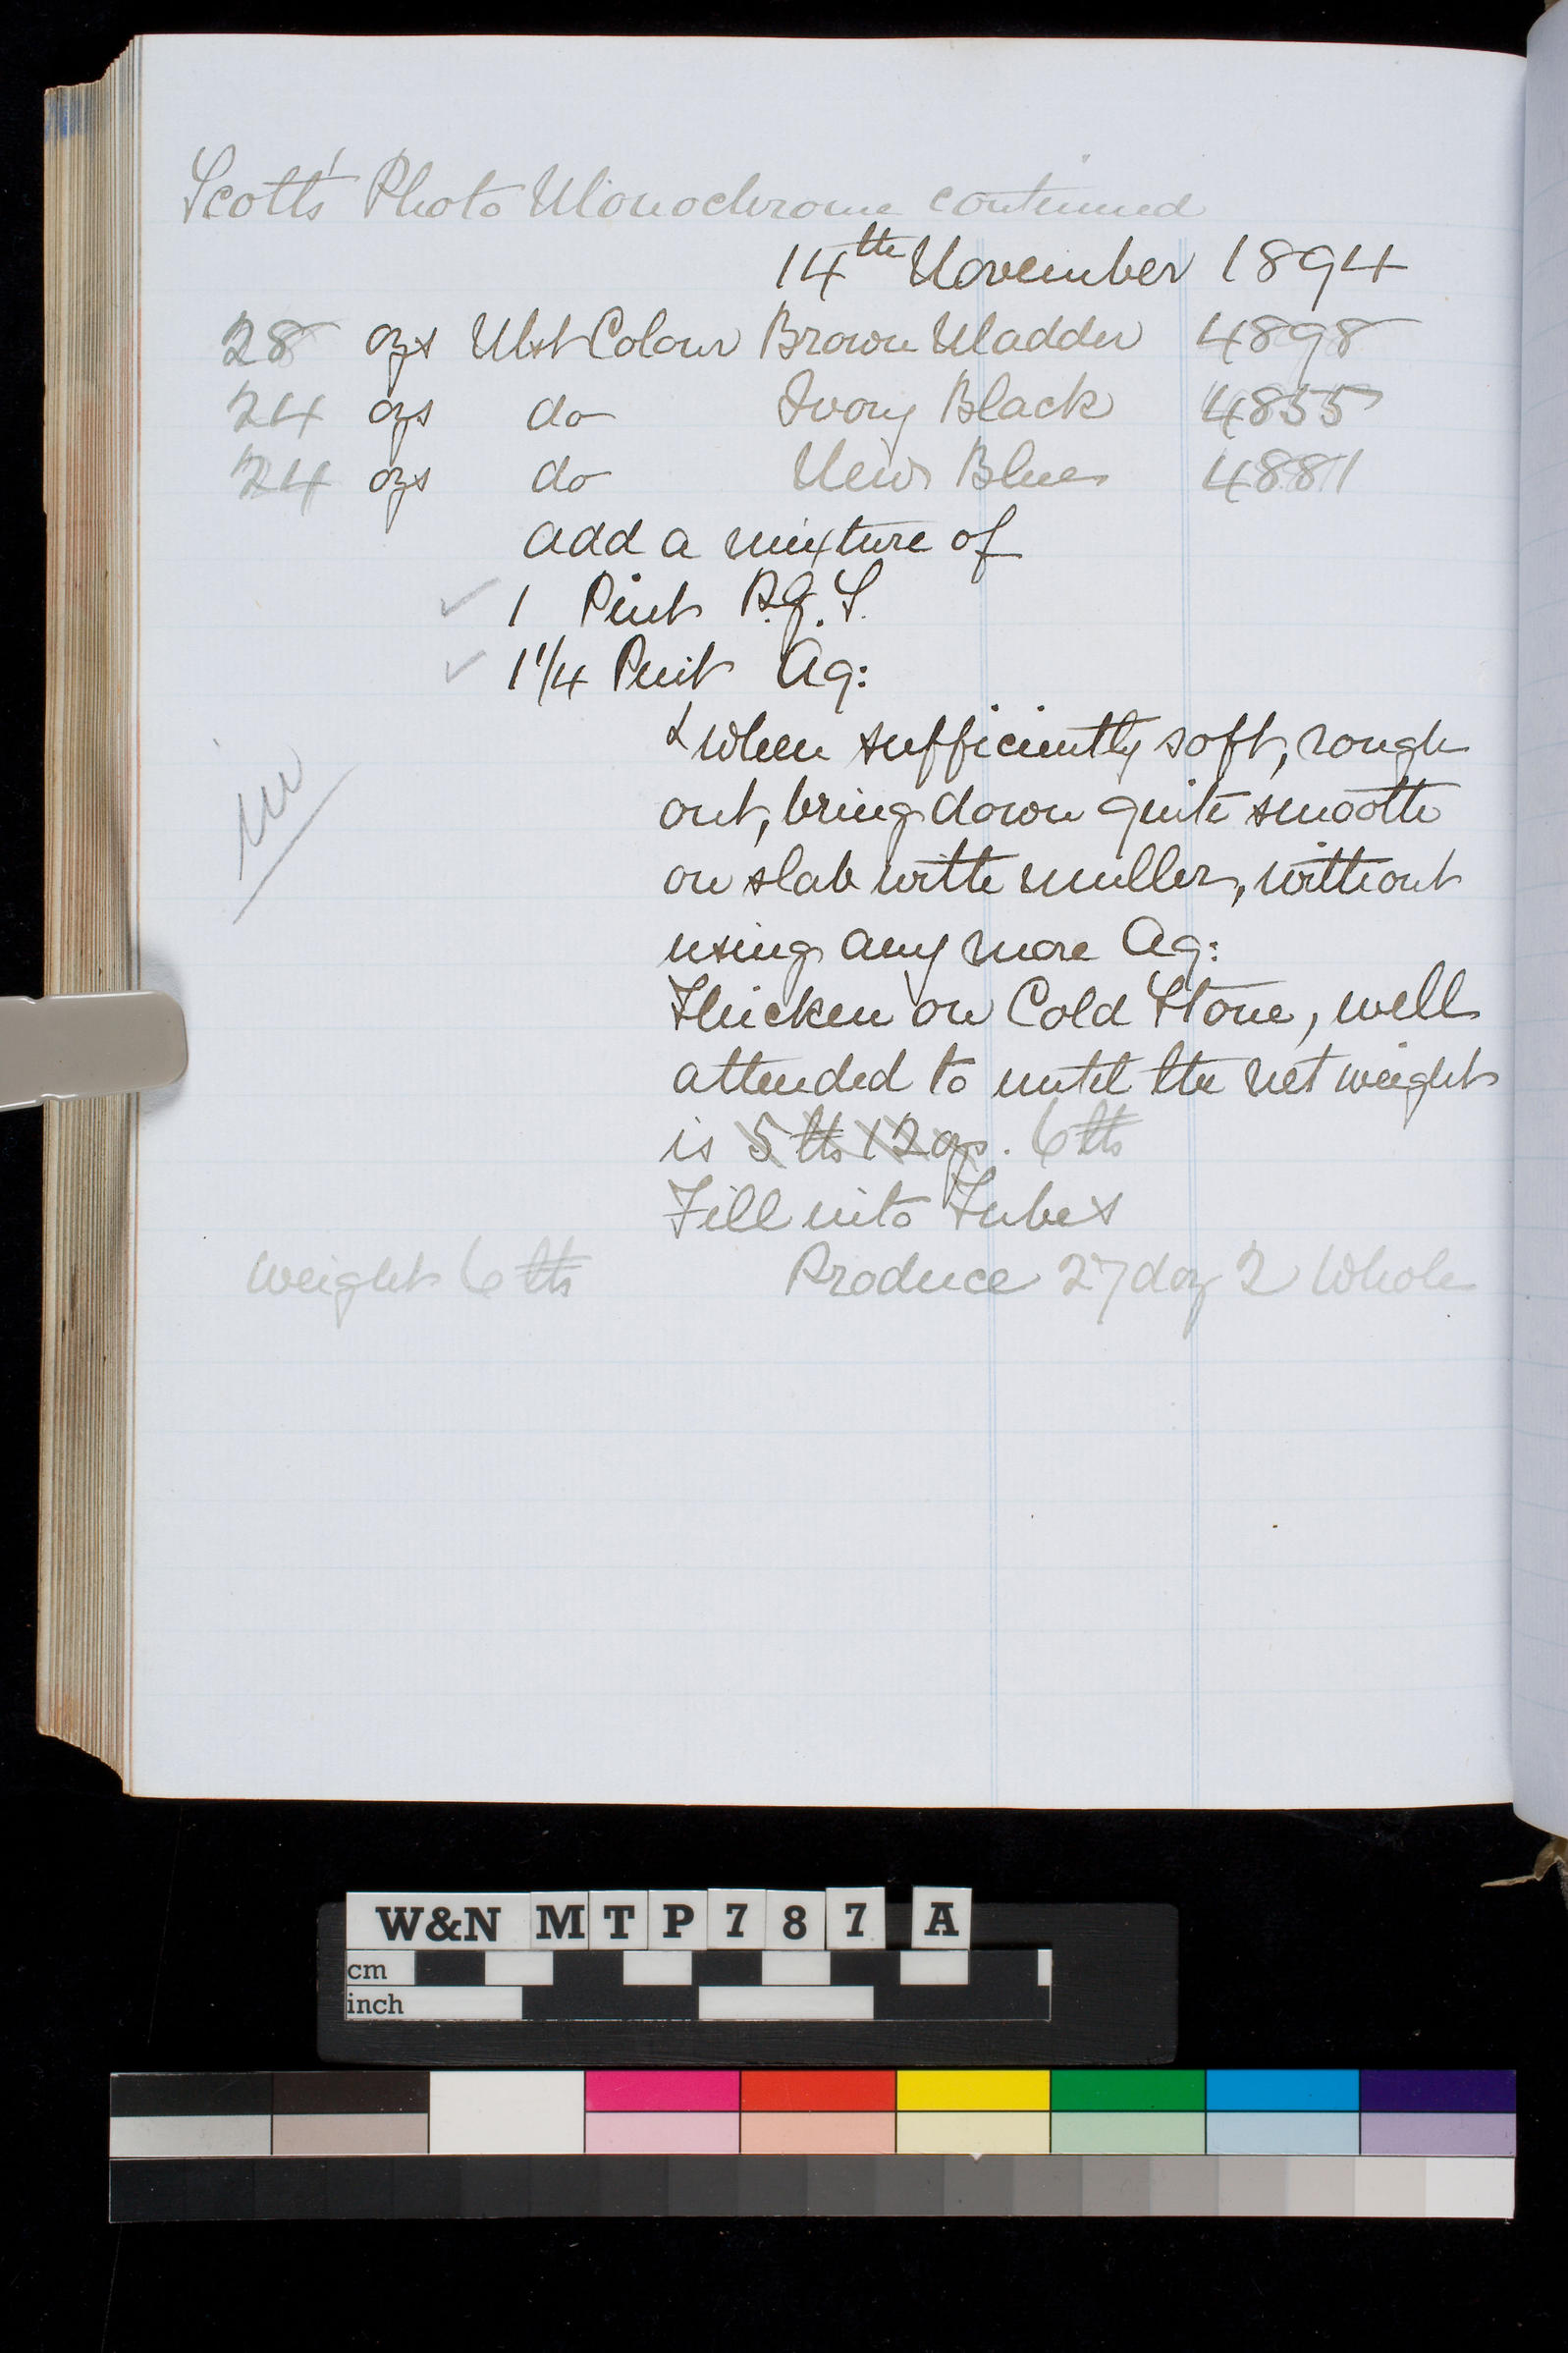 Scott's Photo Monochrome continued
14th November 1894
28 ozs Mst Colour Brown Madder 4898
24 ozs do Ivory Black 4855
24 ozs do New Blue 4881
add a mixture of
✓ 1 Pint R.G.S.
✓ 1 1/4 Pint Aq:
& when sufficiently soft, rough
out, bring down quite smooth
on slab with muller, without
using any more Aq:
Thicken on Cold Stone, well
attended to until the net weight
is 5 lbs 12 ozs. 6 lbs
Fill into Tubes
Weight 6 lbs Produce 27 doz 2 Whole
W&N MTP787 A
cm
inch